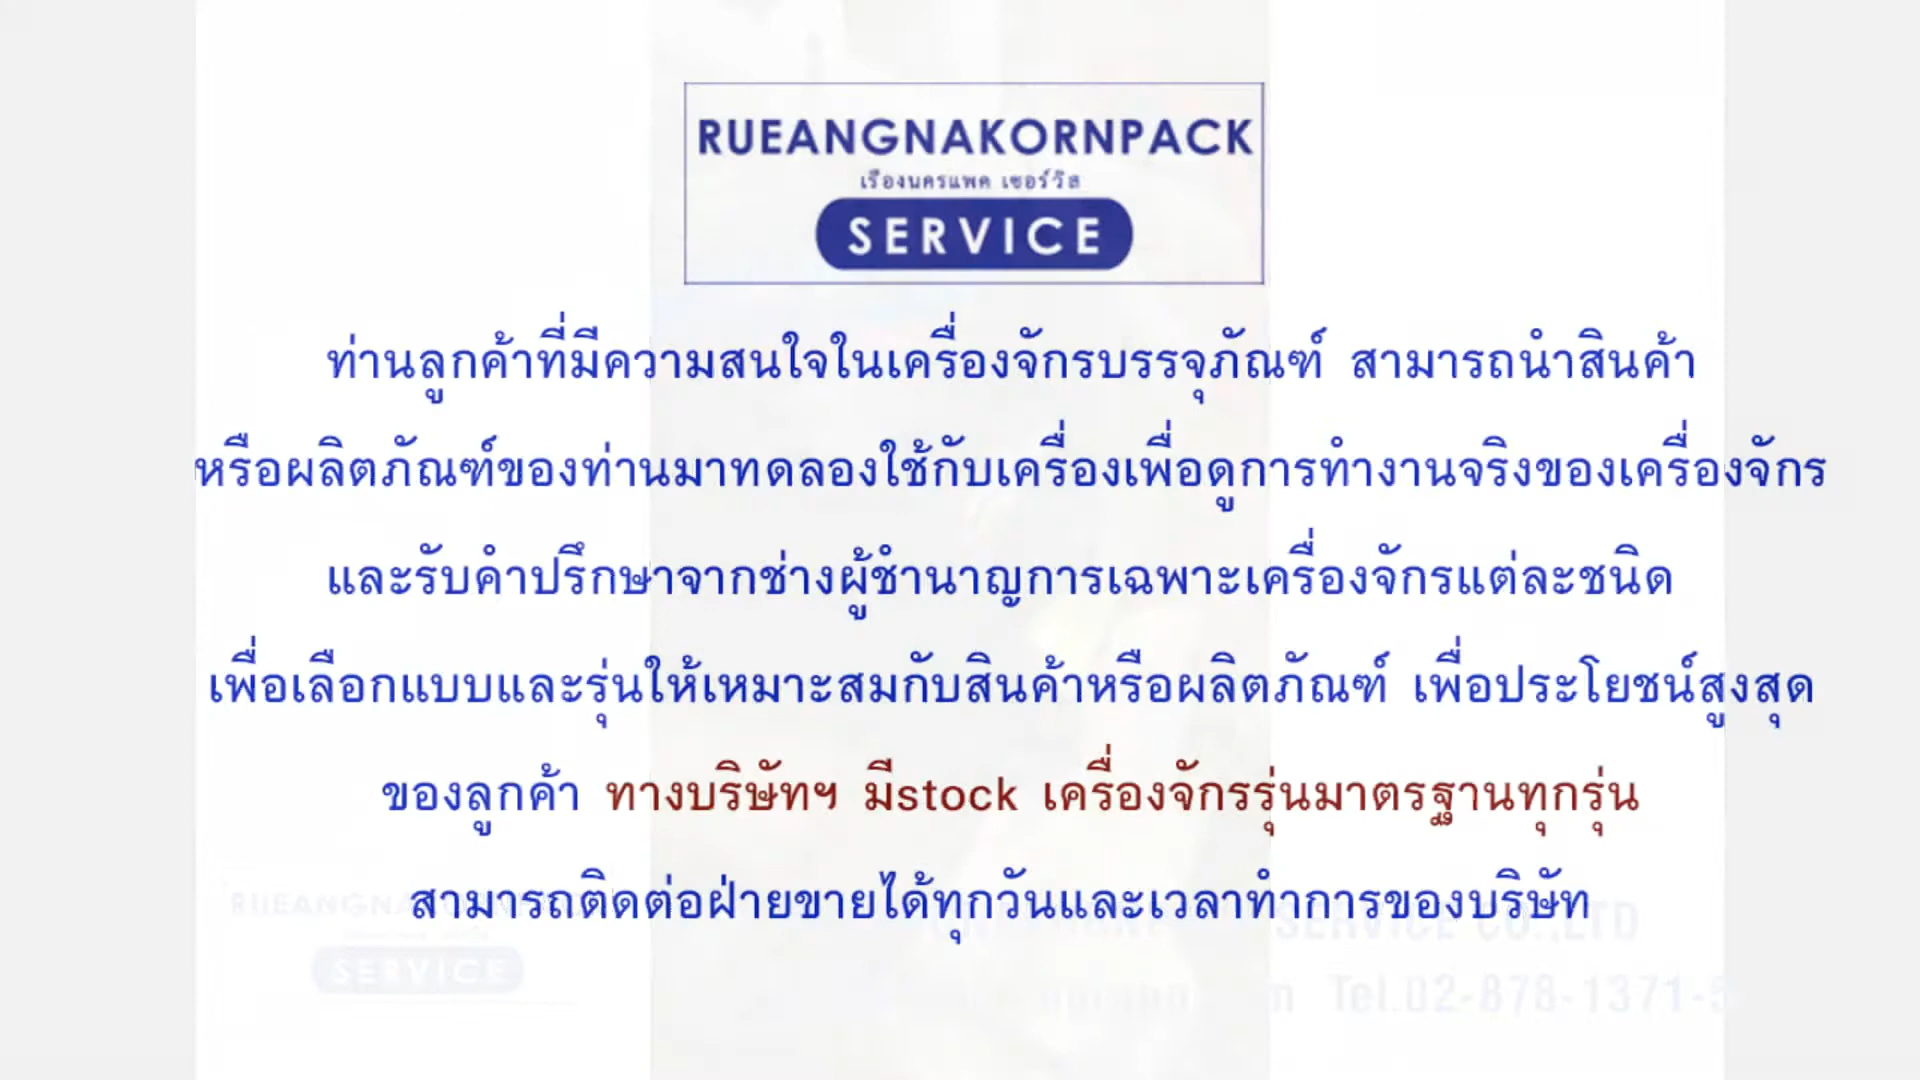 RUEANGNAKORNPACK
เรืองนครแพค เซอร์วิส
SERVICE
ท่านลูกค้าที่มีความสนใจในเครื่องจักรบรรจุภัณฑ์ สามารถนำสินค้า
หรือผลิตภัณฑ์ของท่านมาทดลองใช้กับเครื่องเพื่อดูการทำงานจริงของเครื่องจักร
และรับคำปรึกษาจากช่างผู้ชำนาญการเฉพาะเครื่องจักรแต่ละชนิด
เพื่อเลือกแบบและรุ่นให้เหมาะสมกับสินค้าหรือผลิตภัณฑ์ เพื่อประโยชน์สูงสุด
ของลูกค้า ทางบริษัทฯ มีstock เครื่องจักรรุ่นมาตรฐานทุกรุ่น
สามารถติดต่อฝ่ายขายได้ทุกวันและเวลาทำการของบริษัท
SERVICE CO.,LTD
SERVICE
Tel.02-878-1371-5